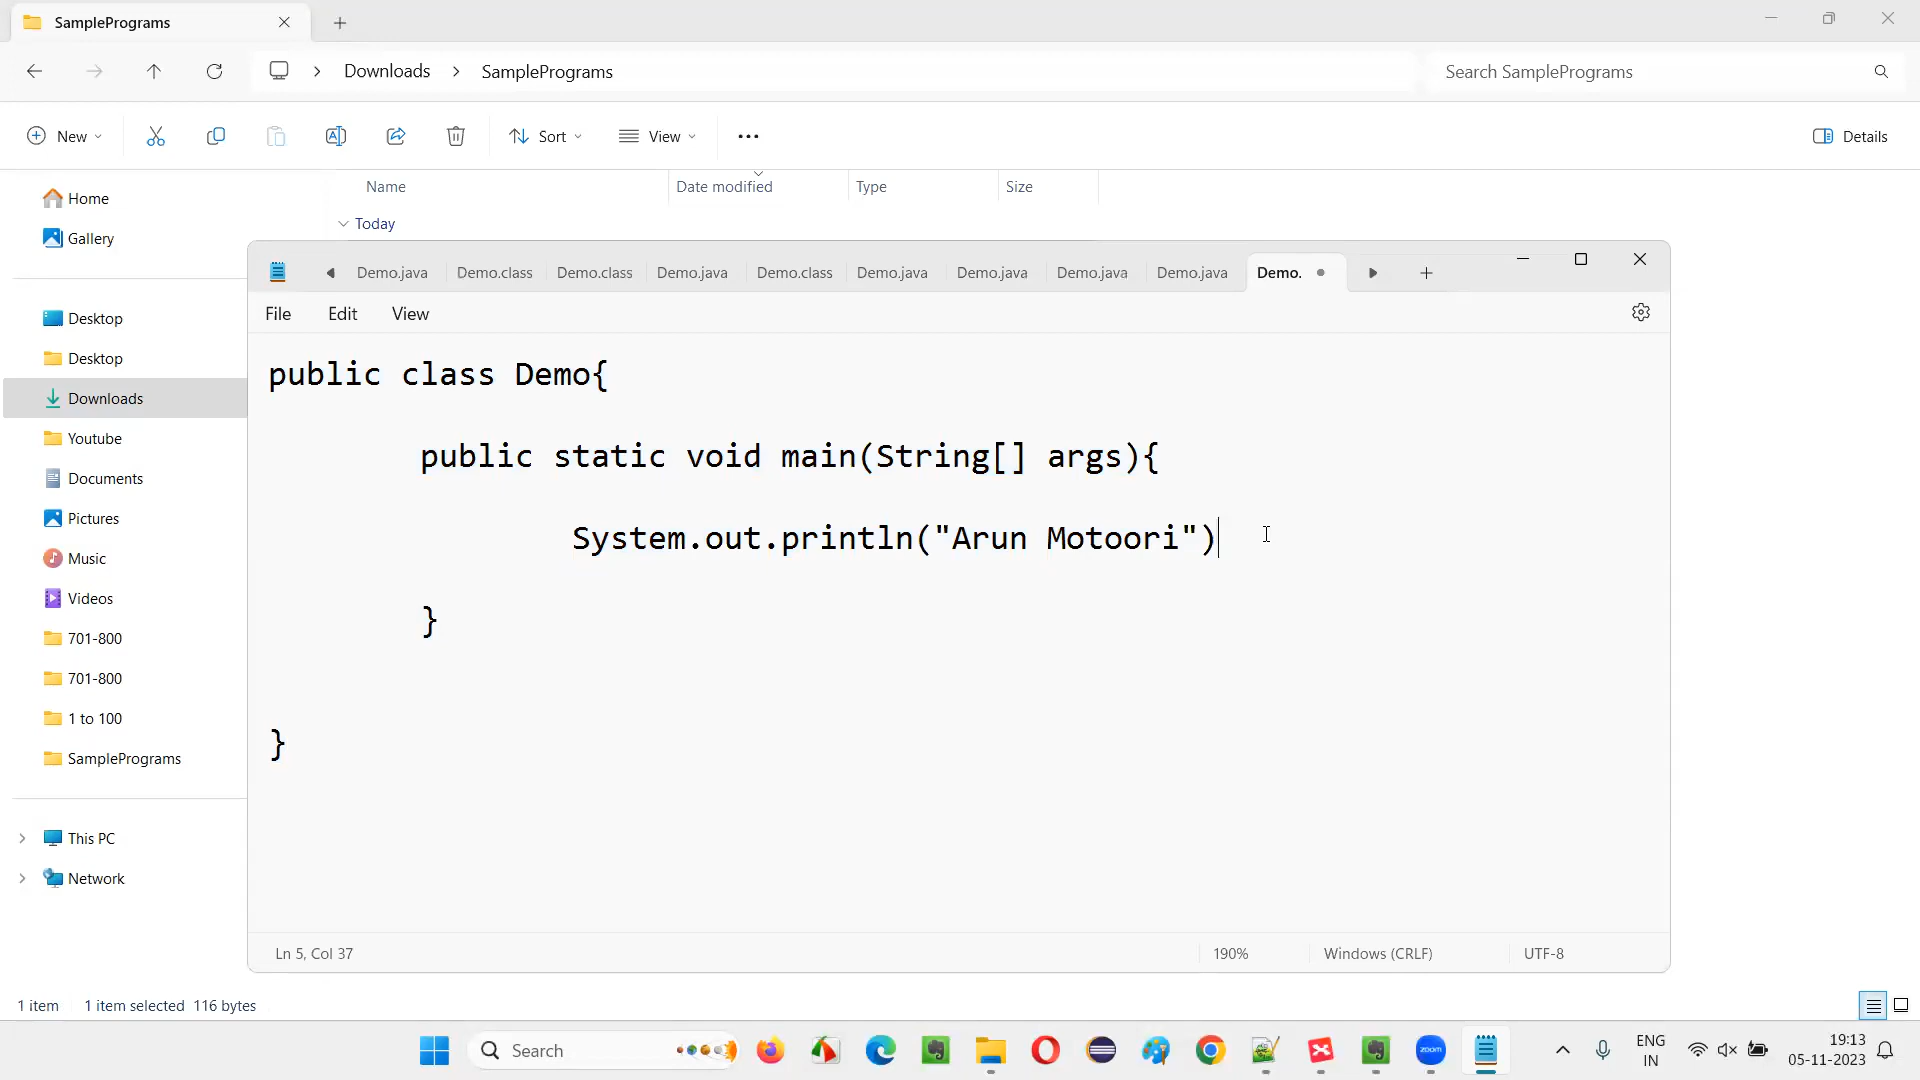 SamplePrograms
Downloads SamplePrograms Search SamplePrograms
New Sort View Details
Name Date modified Type Size
Today
Home
Gallery
Desktop
Desktop
Downloads
Youtube
Documents
Pictures
Music
Videos
701-800
701-800
1 to 100
SamplePrograms
This PC
Network
Demo.java Demo.class Demo.class Demo.java Demo.class Demo.java Demo.java Demo.java Demo.java Demo.
File Edit View
public class Demo{
public static void main(String[] args){
System.out.println("Arun Motoori")
}
}
Ln 5, Col 37 190% Windows (CRLF) UTF-8
1 item 1 item selected 116 bytes
Search zoom ENG IN 19:13 05-11-2023